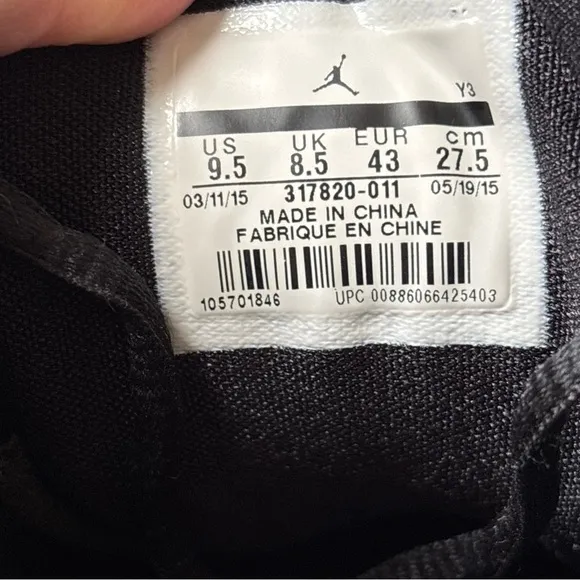 Y3
US UK EUR cm
9.5 8.5 43 27.5
03/11/15 317820-011 05/19/15
MADE IN CHINA
FABRIQUE EN CHINE
105701846 UPC 00886066425403